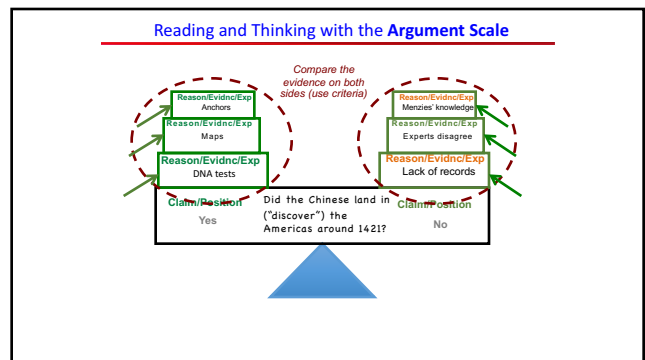 Reading and Thinking with the Argument Scale
Compare the
evidence on both
sides (use criteria)
Reason/Evidnc/Exp
Anchors
Reason/Evidnc/Exp
Maps
Reason/Evidnc/Exp
DNA tests
Claim/Position
Yes
Did the Chinese land in
("discover") the
Americas around 1421?
Reason/Evidnc/Exp
Menzies' knowledge
Reason/Evidnc/Exp
Experts disagree
Reason/Evidnc/Exp
Lack of records
Claim/Position
No